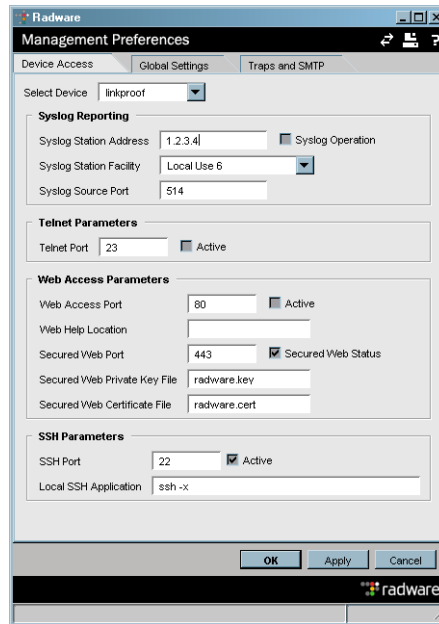 Radware
Management Preferences
Device Access Global Settings Traps and SMTP
Select Device linkproof
Syslog Reporting
Syslog Station Address 1.2.3.4 Syslog Operation
Syslog Station Facility Local Use 6
Syslog Source Port 514
Telnet Parameters
Telnet Port 23 Active
Web Access Parameters
Web Access Port 80 Active
Web Help Location
Secured Web Port 443 Secured Web Status
Secured Web Private Key File radware.key
Secured Web Certificate File radware.cert
SSH Parameters
SSH Port 22 Active
Local SSH Application ssh -x
OK Apply Cancel
radware